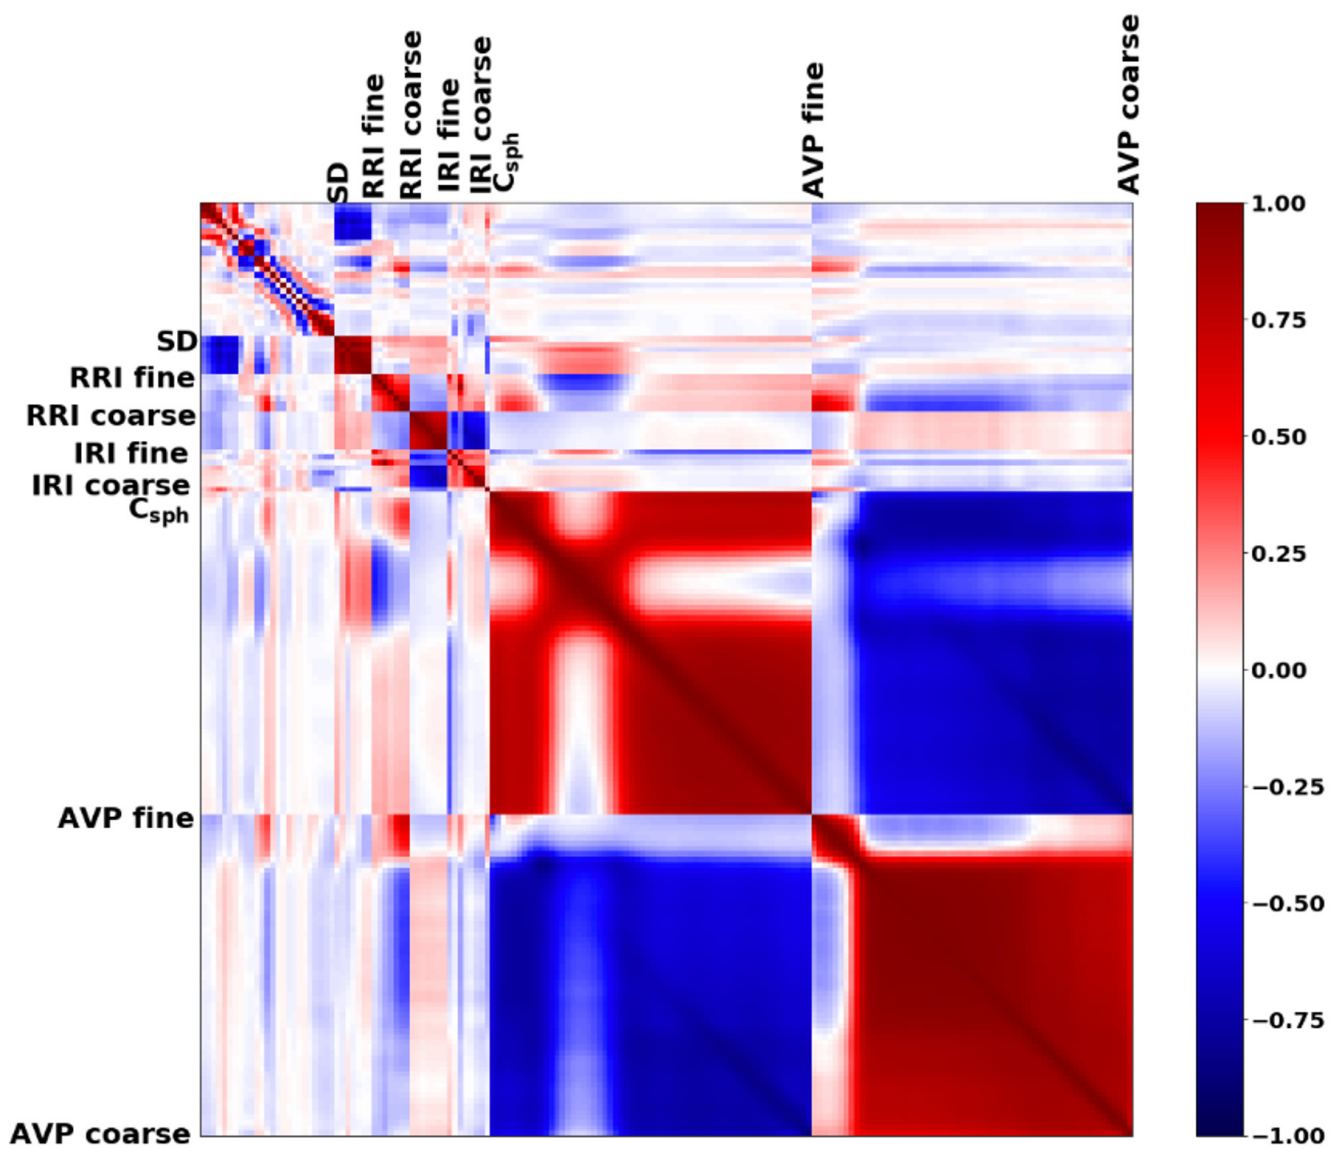 SD
RRI fine
RRI coarse
IRI fine
IRI coarse
Csph
AVP fine
AVP coarse
SD
RRI fine
RRI coarse
IRI fine
IRI coarse
Csph
AVP fine
AVP coarse
1.00
0.75
0.50
0.25
0.00
−0.25
−0.50
−0.75
−1.00